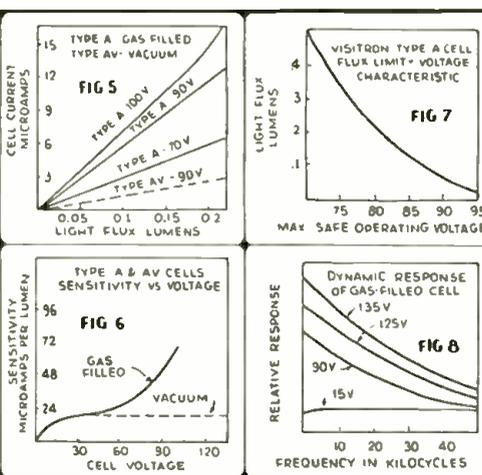 TYPE A GAS FILLED
TYPE AV- VACUUM
FIG 5
CELL CURRENT
MICROAMPS
15
12
9
6
3
TYPE A 100V
TYPE A - 90V
TYPE A - 70V
TYPE AV - 90V
0.05 0.1 0.15 0.2
LIGHT FLUX LUMENS
VISITRON TYPE A CELL
FLUX LIMIT - VOLTAGE
CHARACTERISTIC
FIG 7
LIGHT FLUX
LUMENS
.4
.3
.2
.1
75 80 85 90 95
MAX SAFE OPERATING VOLTAGE
TYPE A & AV CELLS
SENSITIVITY VS VOLTAGE
FIG 6
SENSITIVITY
MICROAMPS PER LUMEN
96
72
48
24
GAS
FILLED
VACUUM
30 60 90 120
CELL VOLTAGE
DYNAMIC RESPONSE
OF GAS-FILLED CELL
135V
125V
FIG 8
90V
15V
RELATIVE RESPONSE
10 20 30 40
FREQUENCY IN KILOCYCLES